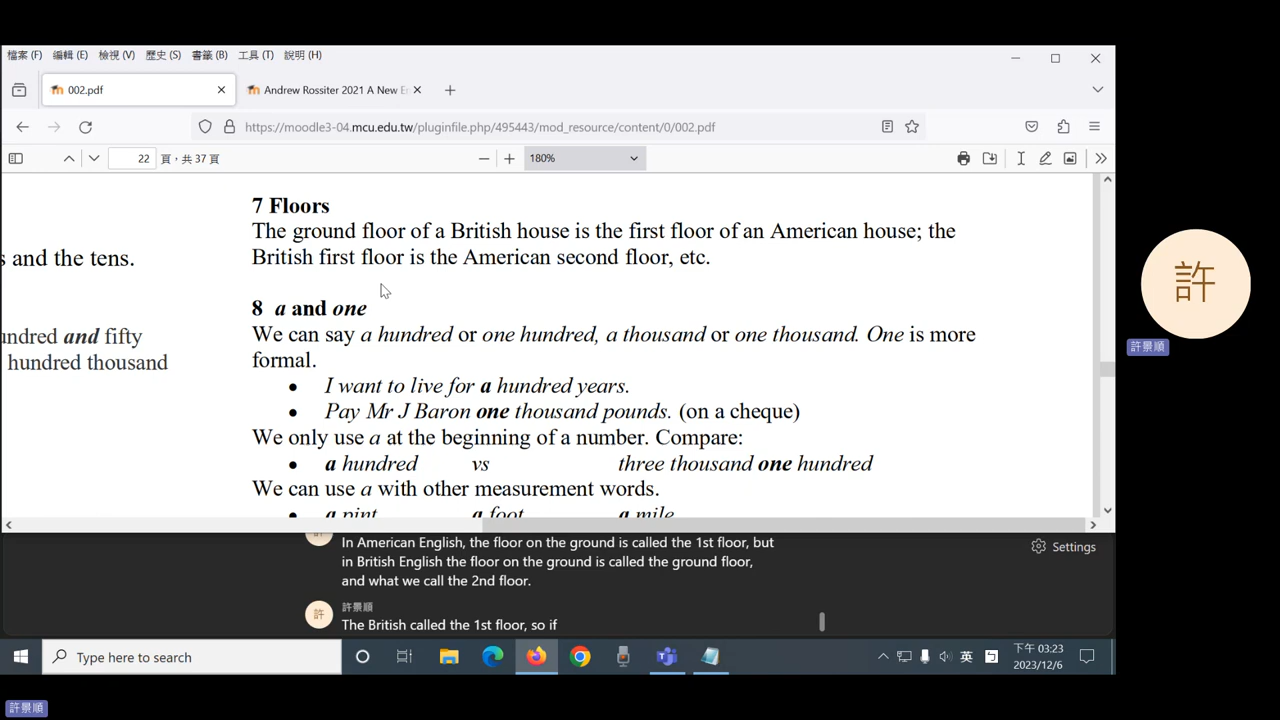 檔案 (F) 編輯 (E) 檢視 (V) 歷史 (S) 書籤 (B) 工具 (T) 說明 (H)
002.pdf
Andrew Rossiter 2021 A New E
https://moodle3-04.mcu.edu.tw/pluginfile.php/495443/mod_resource/content/0/002.pdf
22 頁，共 37 頁
180%
7 Floors
The ground floor of a British house is the first floor of an American house; the
British first floor is the American second floor, etc.
s and the tens.
8 a and one
We can say a hundred or one hundred, a thousand or one thousand. One is more
formal.
undred and fifty
hundred thousand
• I want to live for a hundred years.
• Pay Mr J Baron one thousand pounds. (on a cheque)
We only use a at the beginning of a number. Compare:
• a hundred vs three thousand one hundred
We can use a with other measurement words.
• a pint a foot a mile
許
許景順
許
In American English, the floor on the ground is called the 1st floor, but
in British English the floor on the ground is called the ground floor,
and what we call the 2nd floor.
Settings
許
許景順
The British called the 1st floor, so if
Type here to search
英
下午 03:23
2023/12/6
許景順